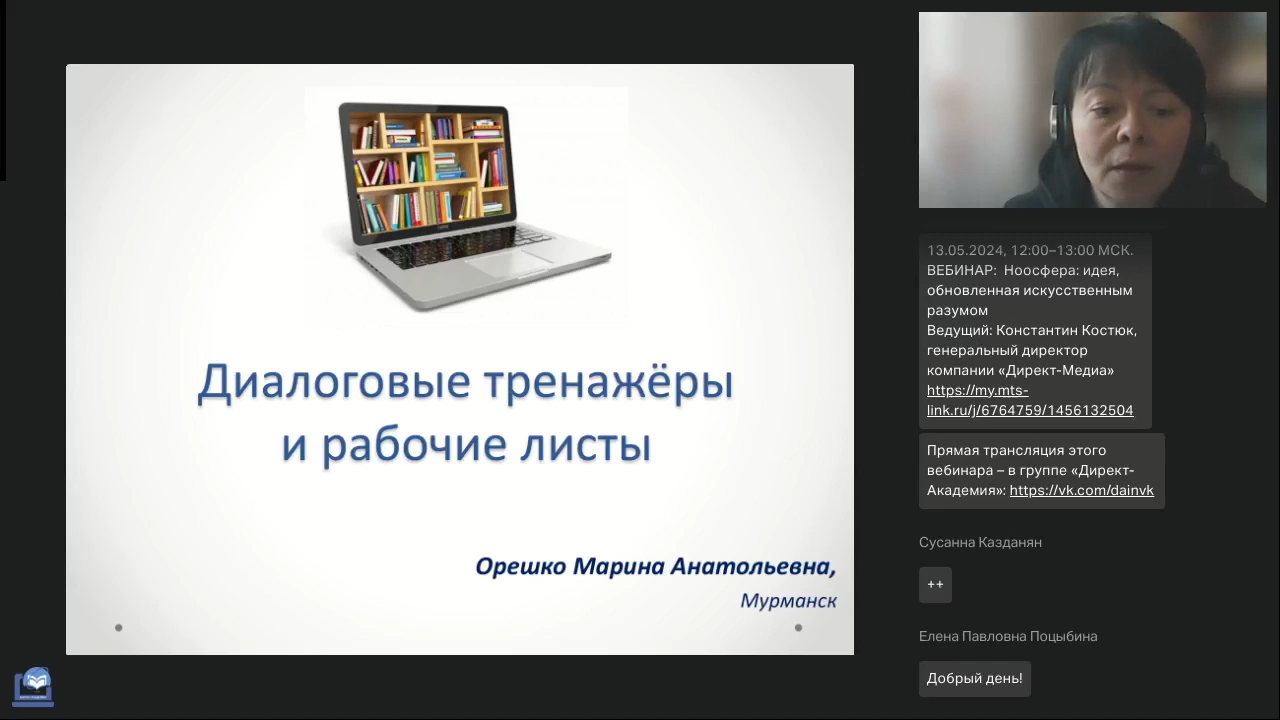 Диалоговые тренажёры
и рабочие листы
Орешко Марина Анатольевна,
Мурманск
13.05.2024, 12:00–13:00 МСК.
ВЕБИНАР:  Ноосфера: идея,
обновленная искусственным
разумом
Ведущий: Константин Костюк,
генеральный директор
компании «Директ-Медиа»
https://my.mts-
link.ru/j/6764759/1456132504
Прямая трансляция этого
вебинара – в группе «Директ-
Академия»: https://vk.com/dainvk
Сусанна Казданян
++
Елена Павловна Поцыбина
Добрый день!